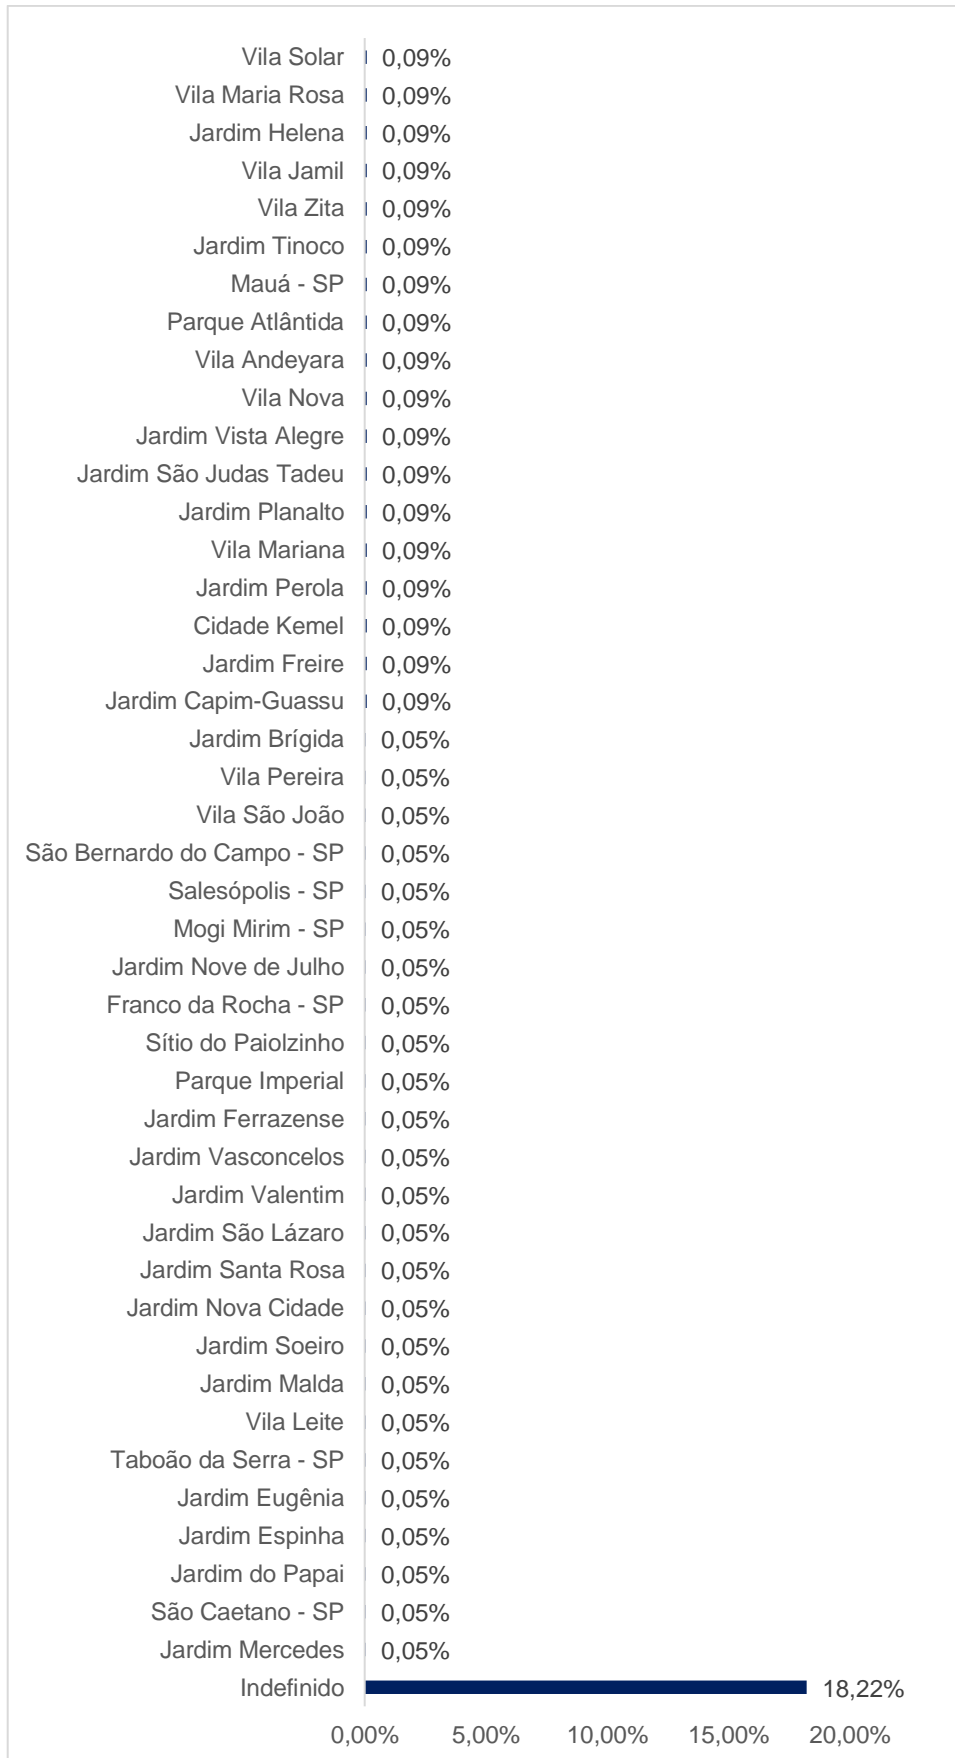 Vila Solar 0,09%
Vila Maria Rosa 0,09%
Jardim Helena 0,09%
Vila Jamil 0,09%
Vila Zita 0,09%
Jardim Tinoco 0,09%
Mauá - SP 0,09%
Parque Atlântida 0,09%
Vila Andeyara 0,09%
Vila Nova 0,09%
Jardim Vista Alegre 0,09%
Jardim São Judas Tadeu 0,09%
Jardim Planalto 0,09%
Vila Mariana 0,09%
Jardim Perola 0,09%
Cidade Kemel 0,09%
Jardim Freire 0,09%
Jardim Capim-Guassu 0,09%
Jardim Brígida 0,05%
Vila Pereira 0,05%
Vila São João 0,05%
São Bernardo do Campo - SP 0,05%
Salesópolis - SP 0,05%
Mogi Mirim - SP 0,05%
Jardim Nove de Julho 0,05%
Franco da Rocha - SP 0,05%
Sítio do Paiolzinho 0,05%
Parque Imperial 0,05%
Jardim Ferrazense 0,05%
Jardim Vasconcelos 0,05%
Jardim Valentim 0,05%
Jardim São Lázaro 0,05%
Jardim Santa Rosa 0,05%
Jardim Nova Cidade 0,05%
Jardim Soeiro 0,05%
Jardim Malda 0,05%
Vila Leite 0,05%
Taboão da Serra - SP 0,05%
Jardim Eugênia 0,05%
Jardim Espinha 0,05%
Jardim do Papai 0,05%
São Caetano - SP 0,05%
Jardim Mercedes 0,05%
Indefinido 18,22%
0,00% 5,00% 10,00% 15,00% 20,00%